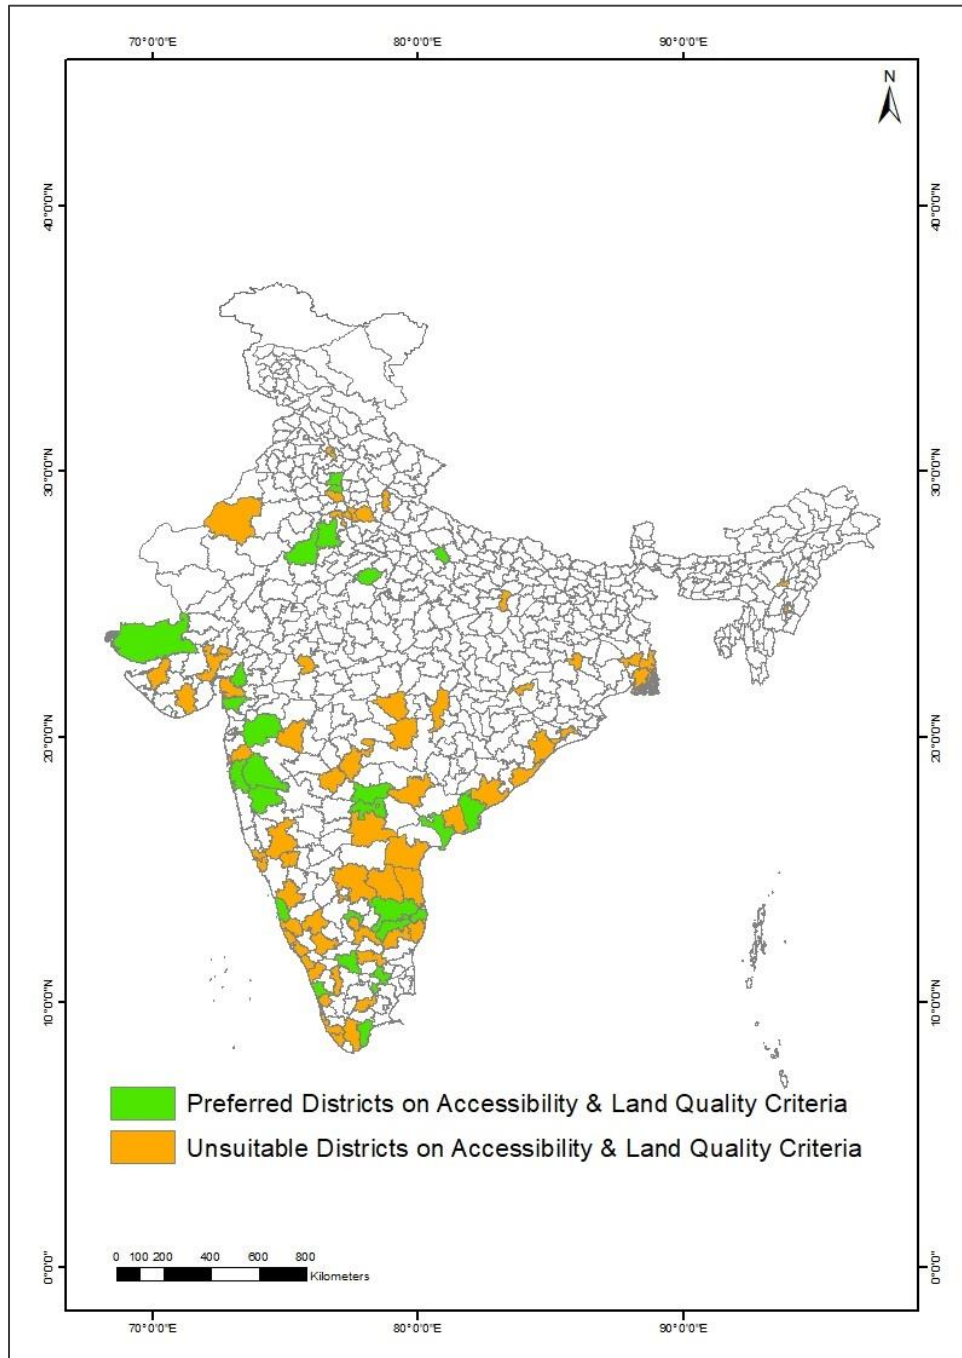 70°0'0"E 80°0'0"E 90°0'0"E
N
40°0'0"N 40°0'0"N
30°0'0"N 30°0'0"N
20°0'0"N 20°0'0"N
10°0'0"N 10°0'0"N
Preferred Districts on Accessibility & Land Quality Criteria
Unsuitable Districts on Accessibility & Land Quality Criteria
0 100 200 400 600 800
Kilometers
0°0'0" 0°0'0"
70°0'0"E 80°0'0"E 90°0'0"E